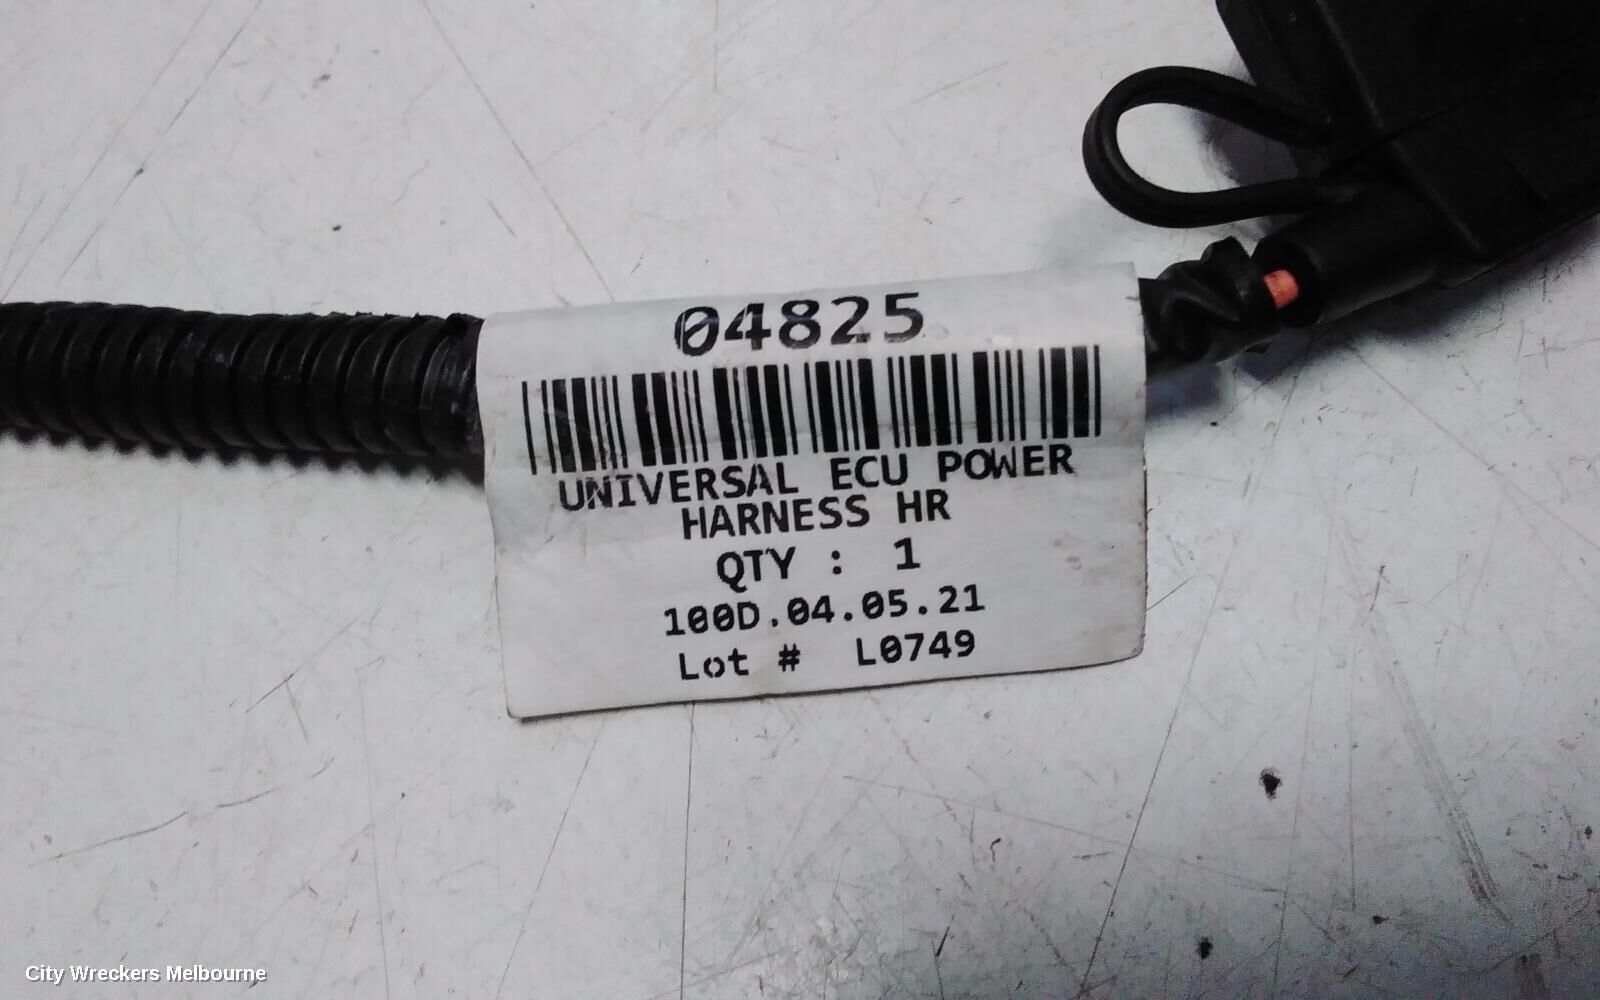 04825
UNIVERSAL ECU POWER
HARNESS HR
QTY : 1
100D.04.05.21
Lot # L0749
City Wreckers Melbourne